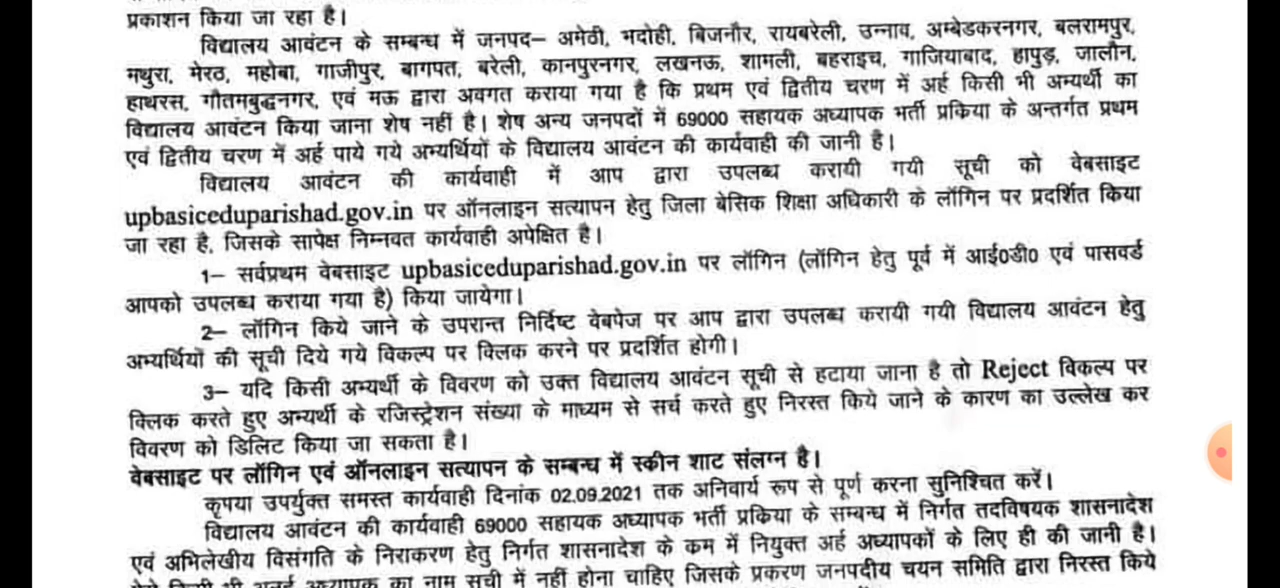 प्रकाशन किया जा रहा है।
विद्यालय आवंटन के सम्बन्ध में जनपद– अमेठी, भदोही, बिजनौर, रायबरेली, उन्नाव, अम्बेडकरनगर, बलरामपुर,
मथुरा, मेरठ, महोबा, गाजीपुर, बागपत, बरेली, कानपुरनगर, लखनऊ, शामली, बहराइच, गाजियाबाद, हापुड़, जालौन,
हाथरस, गौतमबुद्धनगर, एवं मऊ द्वारा अवगत कराया गया है कि प्रथम एवं द्वितीय चरण में अर्ह किसी भी अभ्यर्थी का
विद्यालय आवंटन किया जाना शेष नहीं है। शेष अन्य जनपदों में 69000 सहायक अध्यापक भर्ती प्रकिया के अन्तर्गत प्रथम
एवं द्वितीय चरण में अर्ह पाये गये अभ्यर्थियों के विद्यालय आवंटन की कार्यवाही की जानी है।
विद्यालय आवंटन की कार्यवाही में आप द्वारा उपलब्ध करायी गयी सूची को वेबसाइट
upbasiceduparishad.gov.in पर ऑनलाइन सत्यापन हेतु जिला बेसिक शिक्षा अधिकारी के लॉगिन पर प्रदर्शित किया
जा रहा है, जिसके सापेक्ष निम्नवत कार्यवाही अपेक्षित है।
1– सर्वप्रथम वेबसाइट upbasiceduparishad.gov.in पर लॉगिन (लॉगिन हेतु पूर्व में आई0डी0 एवं पासवर्ड
आपको उपलब्ध कराया गया है) किया जायेगा।
2– लॉगिन किये जाने के उपरान्त निर्दिष्ट वेबपेज पर आप द्वारा उपलब्ध करायी गयी विद्यालय आवंटन हेतु
अभ्यर्थियों की सूची दिये गये विकल्प पर क्लिक करने पर प्रदर्शित होगी।
3– यदि किसी अभ्यर्थी के विवरण को उक्त विद्यालय आवंटन सूची से हटाया जाना है तो Reject विकल्प पर
क्लिक करते हुए अभ्यर्थी के रजिस्ट्रेशन संख्या के माध्यम से सर्च करते हुए निरस्त किये जाने के कारण का उल्लेख कर
विवरण को डिलिट किया जा सकता है।
वेबसाइट पर लॉगिन एवं ऑनलाइन सत्यापन के सम्बन्ध में स्कीन शाट संलग्न है।
कृपया उपर्युक्त समस्त कार्यवाही दिनांक 02.09.2021 तक अनिवार्य रूप से पूर्ण करना सुनिश्चित करें।
विद्यालय आवंटन की कार्यवाही 69000 सहायक अध्यापक भर्ती प्रकिया के सम्बन्ध में निर्गत तदविषयक शासनादेश
एवं अभिलेखीय विसंगति के निराकरण हेतु निर्गत शासनादेश के कम में नियुक्त अर्ह अध्यापकों के लिए ही की जानी है।
अध्यापक का नाम सूची में नहीं होना चाहिए जिसके प्रकरण जनपदीय चयन समिति द्वारा निरस्त किये